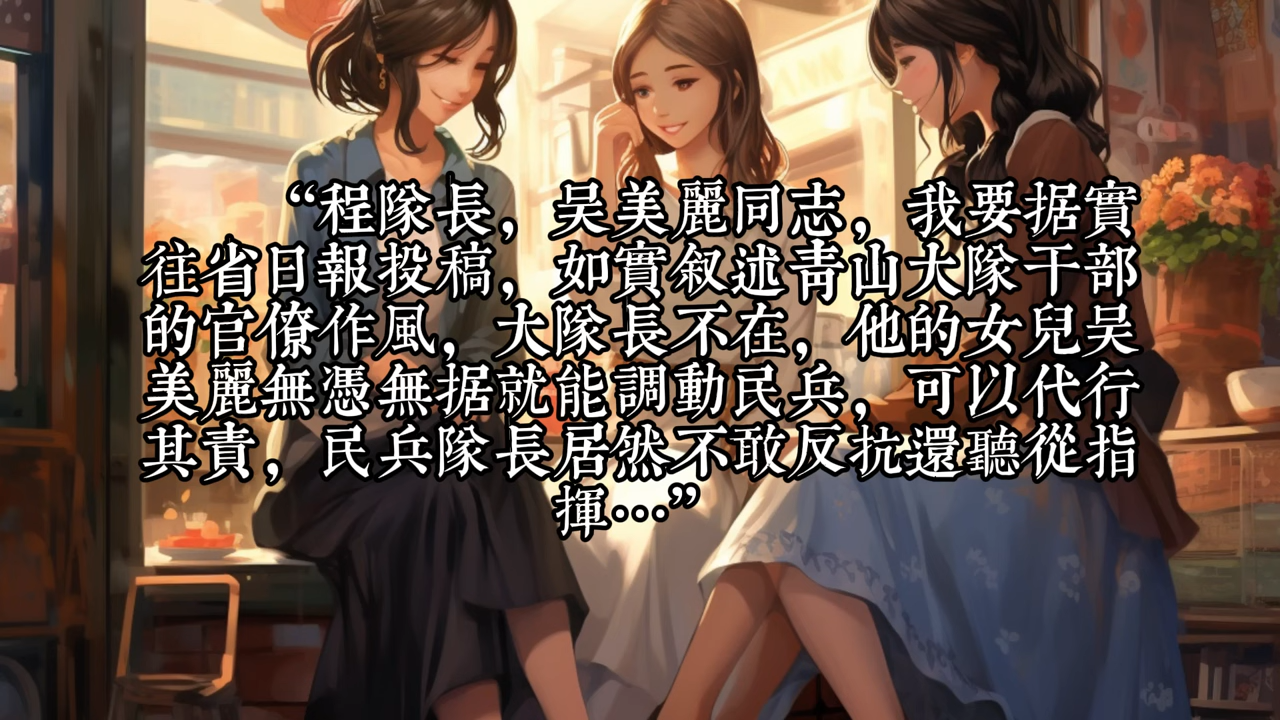 “程隊長，吴美麗同志，我要据實
往省日報投稿，如實叙述青山大隊干部
的官僚作風，大隊長不在，他的女兒吴
美麗無憑無据就能調動民兵，可以代行
其責，民兵隊長居然不敢反抗還聽從指
揮…”